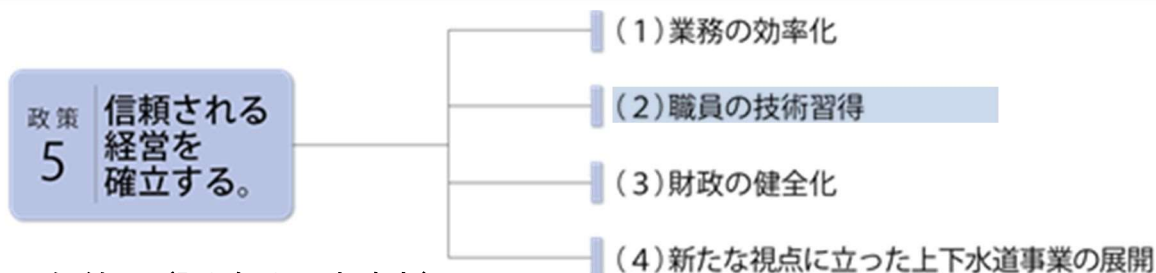 政策
5
信頼される
経営を
確立する。
(1)業務の効率化
(2)職員の技術習得
(3)財政の健全化
(4)新たな視点に立った上下水道事業の展開